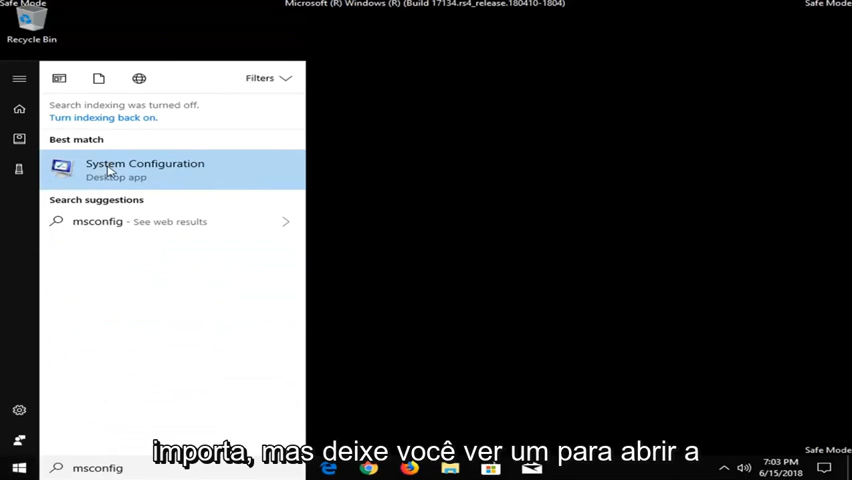 Safe Mode
Microsoft (R) Windows (R) (Build 17134.rs4_release.180410-1804)
Safe Mode
Recycle Bin
Filters
Search indexing was turned off.
Turn indexing back on.
Best match
System Configuration
Desktop app
Search suggestions
msconfig - See web results
importa, mas deixe você ver um para abrir a
Safe Mode
msconfig
7:03 PM
6/15/2018